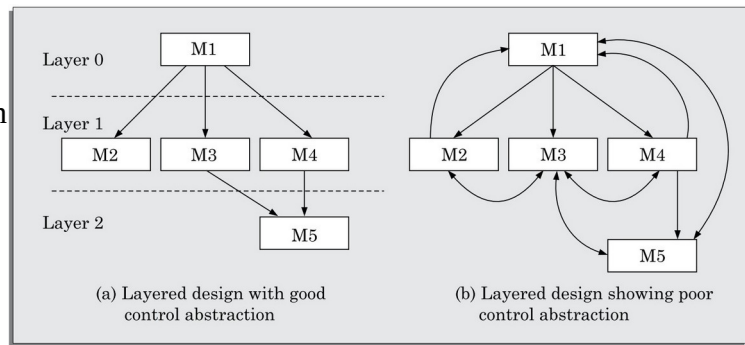 n
Layer 0
M1
Layer 1
M2 M3 M4
Layer 2
M5
(a) Layered design with good
control abstraction
M1
M2 M3 M4
M5
(b) Layered design showing poor
control abstraction